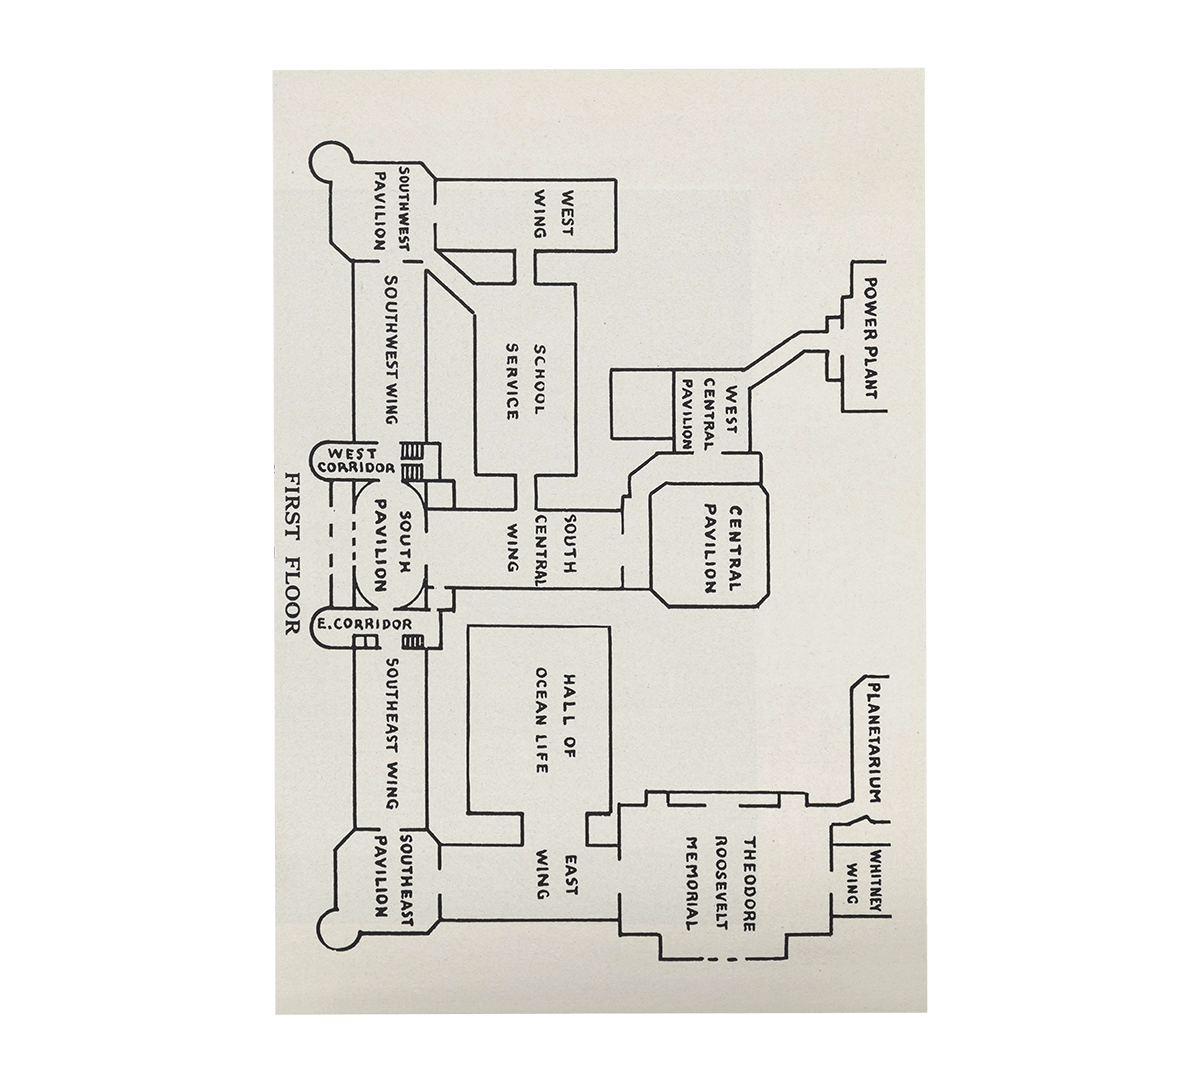 POWER PLANT
WEST
CENTRAL
PAVILION
CENTRAL
PAVILION
PLANETARIUM
WHITNEY
WING
THEODORE
ROOSEVELT
MEMORIAL
WEST
WING
SCHOOL
SERVICE
SOUTH
CENTRAL
WING
HALL OF
OCEAN LIFE
EAST
WING
SOUTHWEST
PAVILION
SOUTHWEST WING
WEST
CORRIDOR
SOUTH
PAVILION
E. CORRIDOR
SOUTHEAST WING
SOUTHEAST
PAVILION
FIRST FLOOR